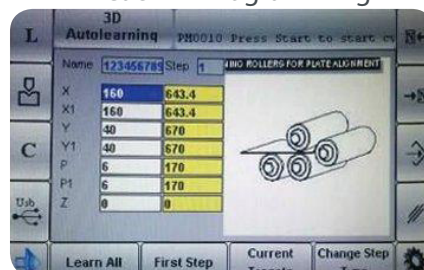 3D
Autolearning
PM0010 Press Start to start
L
Name 123456789 Step 1
ROLLERS FOR PLATE ALIGNMENT
X 160 643.4
X1 160 643.4
Y 40 670
C
Y1 40 670
P 6 170
P1 6 170
Usb
Z 0 0
Learn All
First Step
Current
Change Step